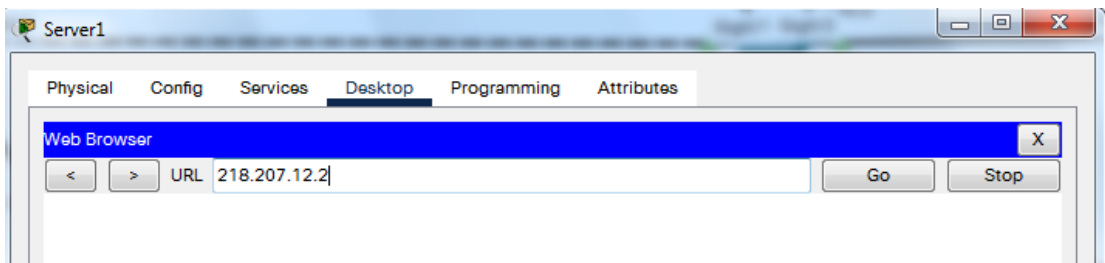 Server1
Physical Config Services Desktop Programming Attributes
Web Browser X
< > URL 218.207.12.2 Go Stop